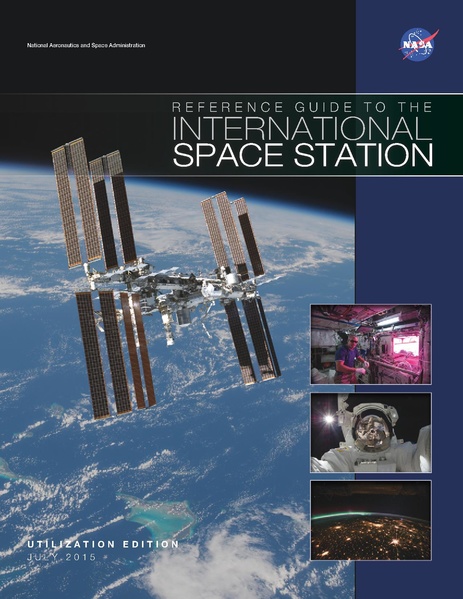 National Aeronautics and Space Administration
NASA
REFERENCE GUIDE TO THE
INTERNATIONAL
SPACE STATION
UTILIZATION EDITION
JULY 2015